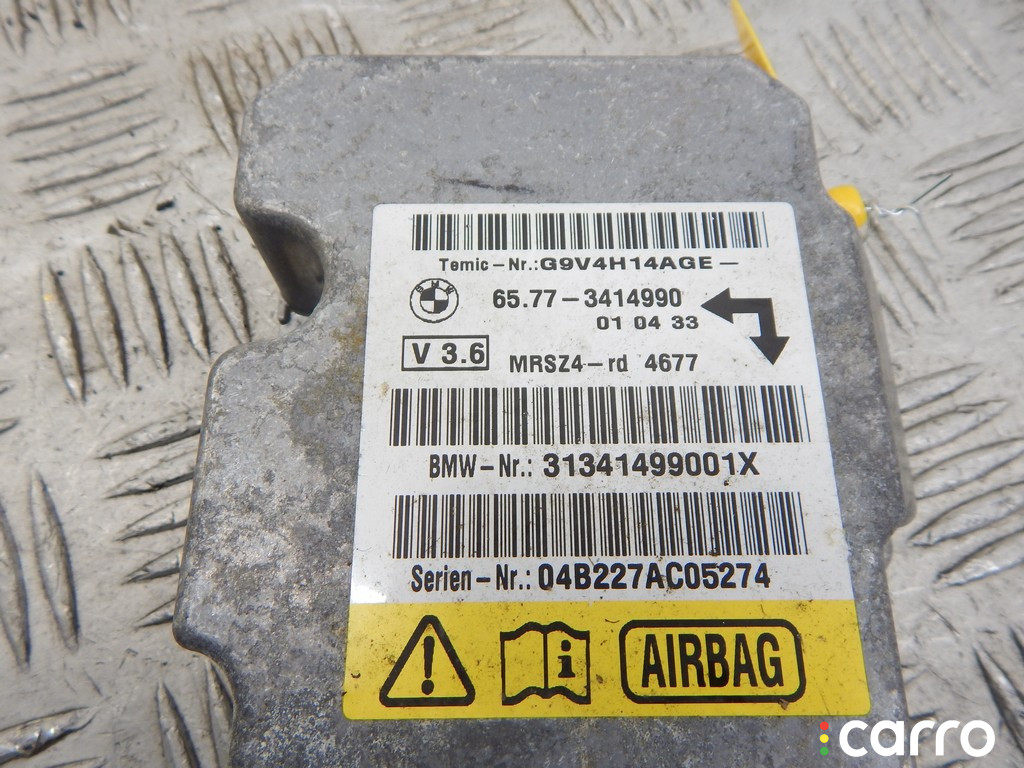 Temic-Nr.:G9V4H14AGE-
BMW
65.77-3414990
01 04 33
V 3.6
MRSZ4-rd 4677
BMW-Nr.: 31341499001X
Serien-Nr.: 04B227AC05274
! i AIRBAG
carro